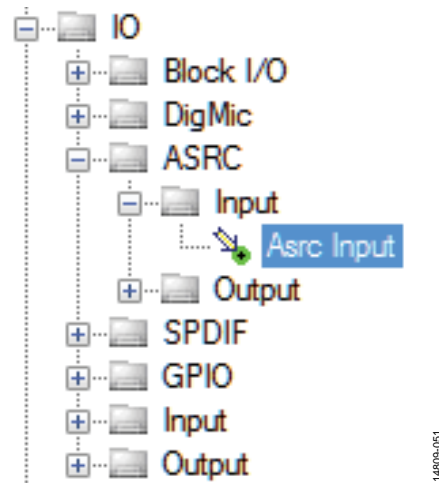 IO
Block I/O
DigMic
ASRC
Input
Asrc Input
Output
SPDIF
GPIO
Input
Output
14809-051